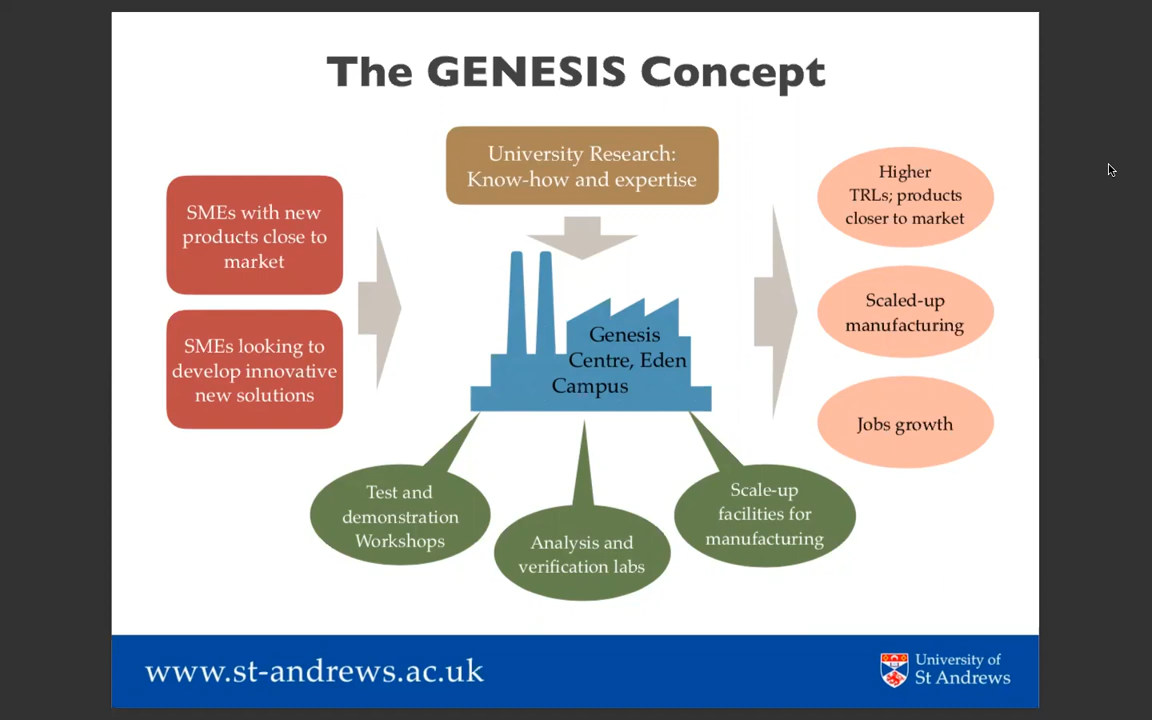 The GENESIS Concept
University Research:
Know-how and expertise
SMEs with new
products close to
market
SMEs looking to
develop innovative
new solutions
Genesis
Centre, Eden
Campus
Higher
TRLs; products
closer to market
Scaled-up
manufacturing
Jobs growth
Test and
demonstration
Workshops
Analysis and
verification labs
Scale-up
facilities for
manufacturing
www.st-andrews.ac.uk
University of
St Andrews